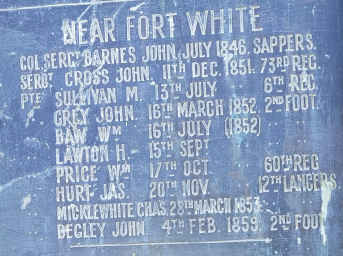 NEAR FORT WHITE
COL. SERGT BARNES JOHN, JULY 1846. SAPPERS.
SERGT CROSS JOHN. 11TH DEC. 1851. 73RD REG.
PTE SULLIVAN M. 13TH JULY 6TH REG.
GREY JOHN. 16TH MARCH 1852. 2ND FOOT.
BAW WM 16TH JULY (1852)
LAWTON H. 15TH SEPT
PRICE WM 17TH OCT. 60TH REG
HURT JAS. 20TH NOV. 12TH LANCERS.
MICKLEWHITE CHAS. 28TH MARCH 1853.
BEGLEY JOHN 4TH FEB. 1859. 2ND FOOT